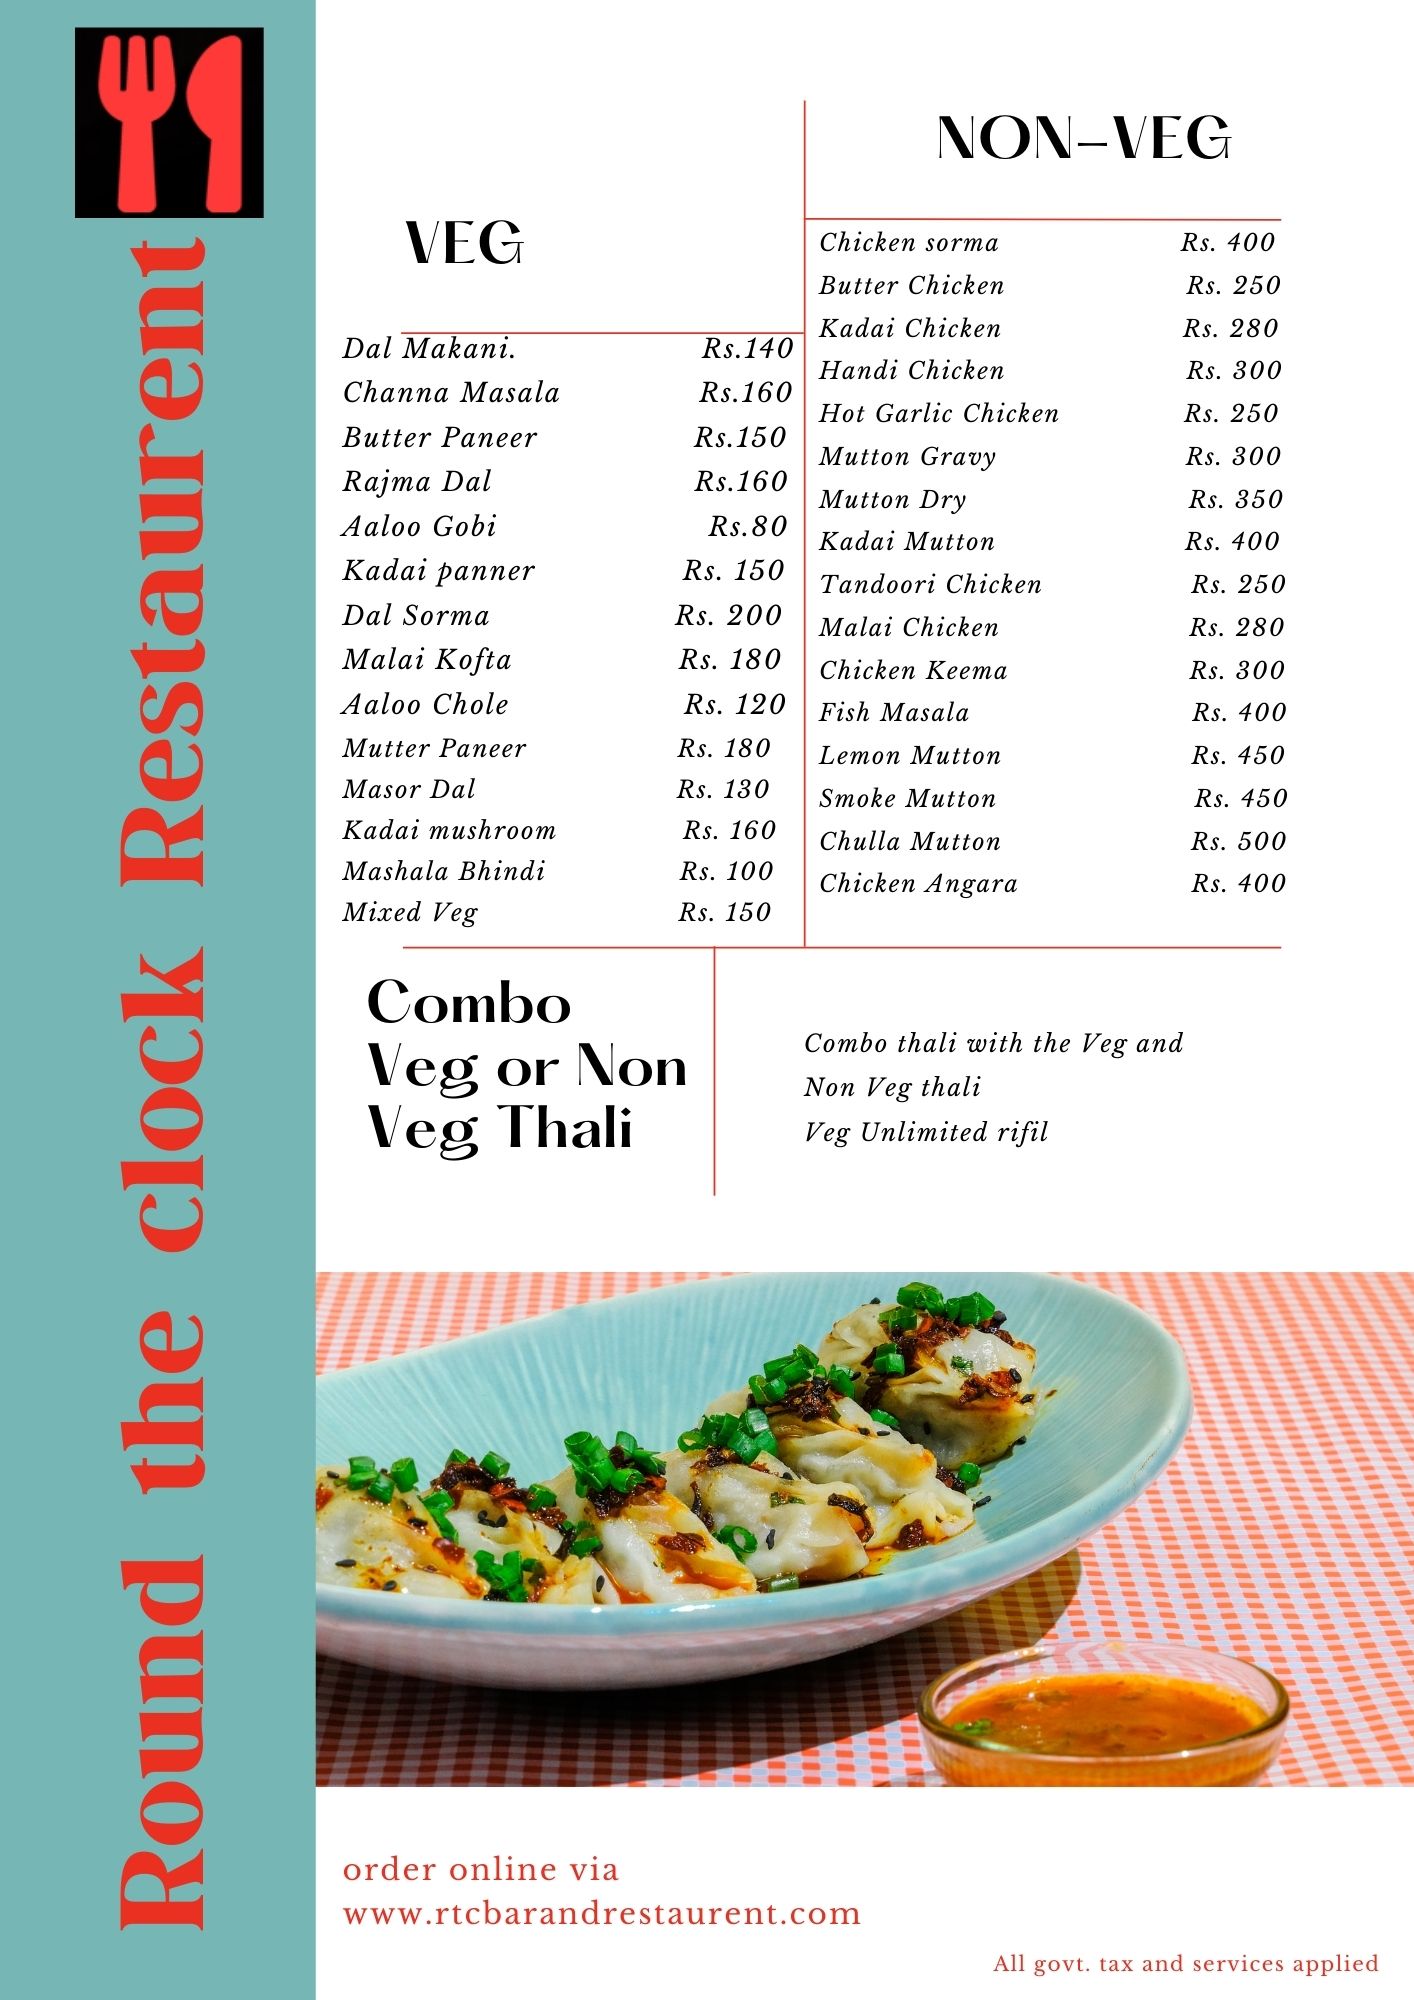 Round the clock Restaurent
VEG
Dal Makani. Rs.140
Channa Masala Rs.160
Butter Paneer Rs.150
Rajma Dal Rs.160
Aaloo Gobi Rs.80
Kadai panner Rs. 150
Dal Sorma Rs. 200
Malai Kofta Rs. 180
Aaloo Chole Rs. 120
Mutter Paneer Rs. 180
Masor Dal Rs. 130
Kadai mushroom Rs. 160
Mashala Bhindi Rs. 100
Mixed Veg Rs. 150
NON-VEG
Chicken sorma Rs. 400
Butter Chicken Rs. 250
Kadai Chicken Rs. 280
Handi Chicken Rs. 300
Hot Garlic Chicken Rs. 250
Mutton Gravy Rs. 300
Mutton Dry Rs. 350
Kadai Mutton Rs. 400
Tandoori Chicken Rs. 250
Malai Chicken Rs. 280
Chicken Keema Rs. 300
Fish Masala Rs. 400
Lemon Mutton Rs. 450
Smoke Mutton Rs. 450
Chulla Mutton Rs. 500
Chicken Angara Rs. 400
Combo
Veg or Non
Veg Thali
Combo thali with the Veg and
Non Veg thali
Veg Unlimited rifil
order online via
www.rtcbarandrestaurent.com
All govt. tax and services applied